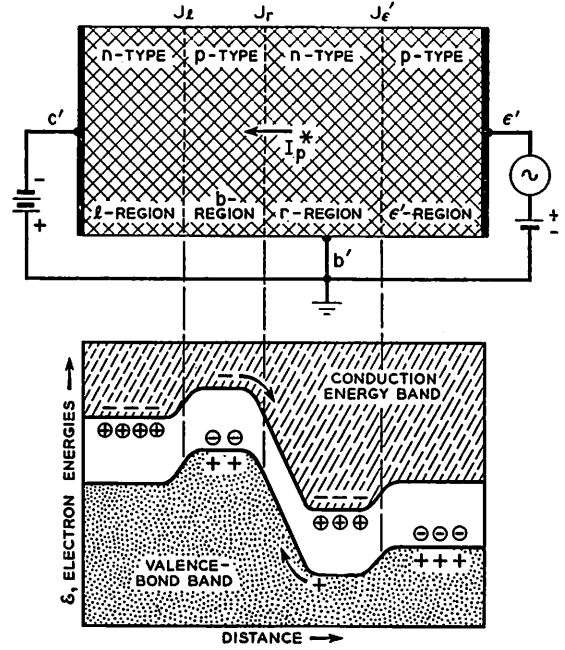 Jℓ Jr Jϵ′
n-TYPE p-TYPE n-TYPE p-TYPE
c′ ϵ′
Ip*
ℓ-REGION b-REGION r-REGION ϵ′-REGION
b′
- +
+ -
~
ℰ, ELECTRON ENERGIES →
CONDUCTION
ENERGY BAND
VALENCE-
BOND BAND
DISTANCE →